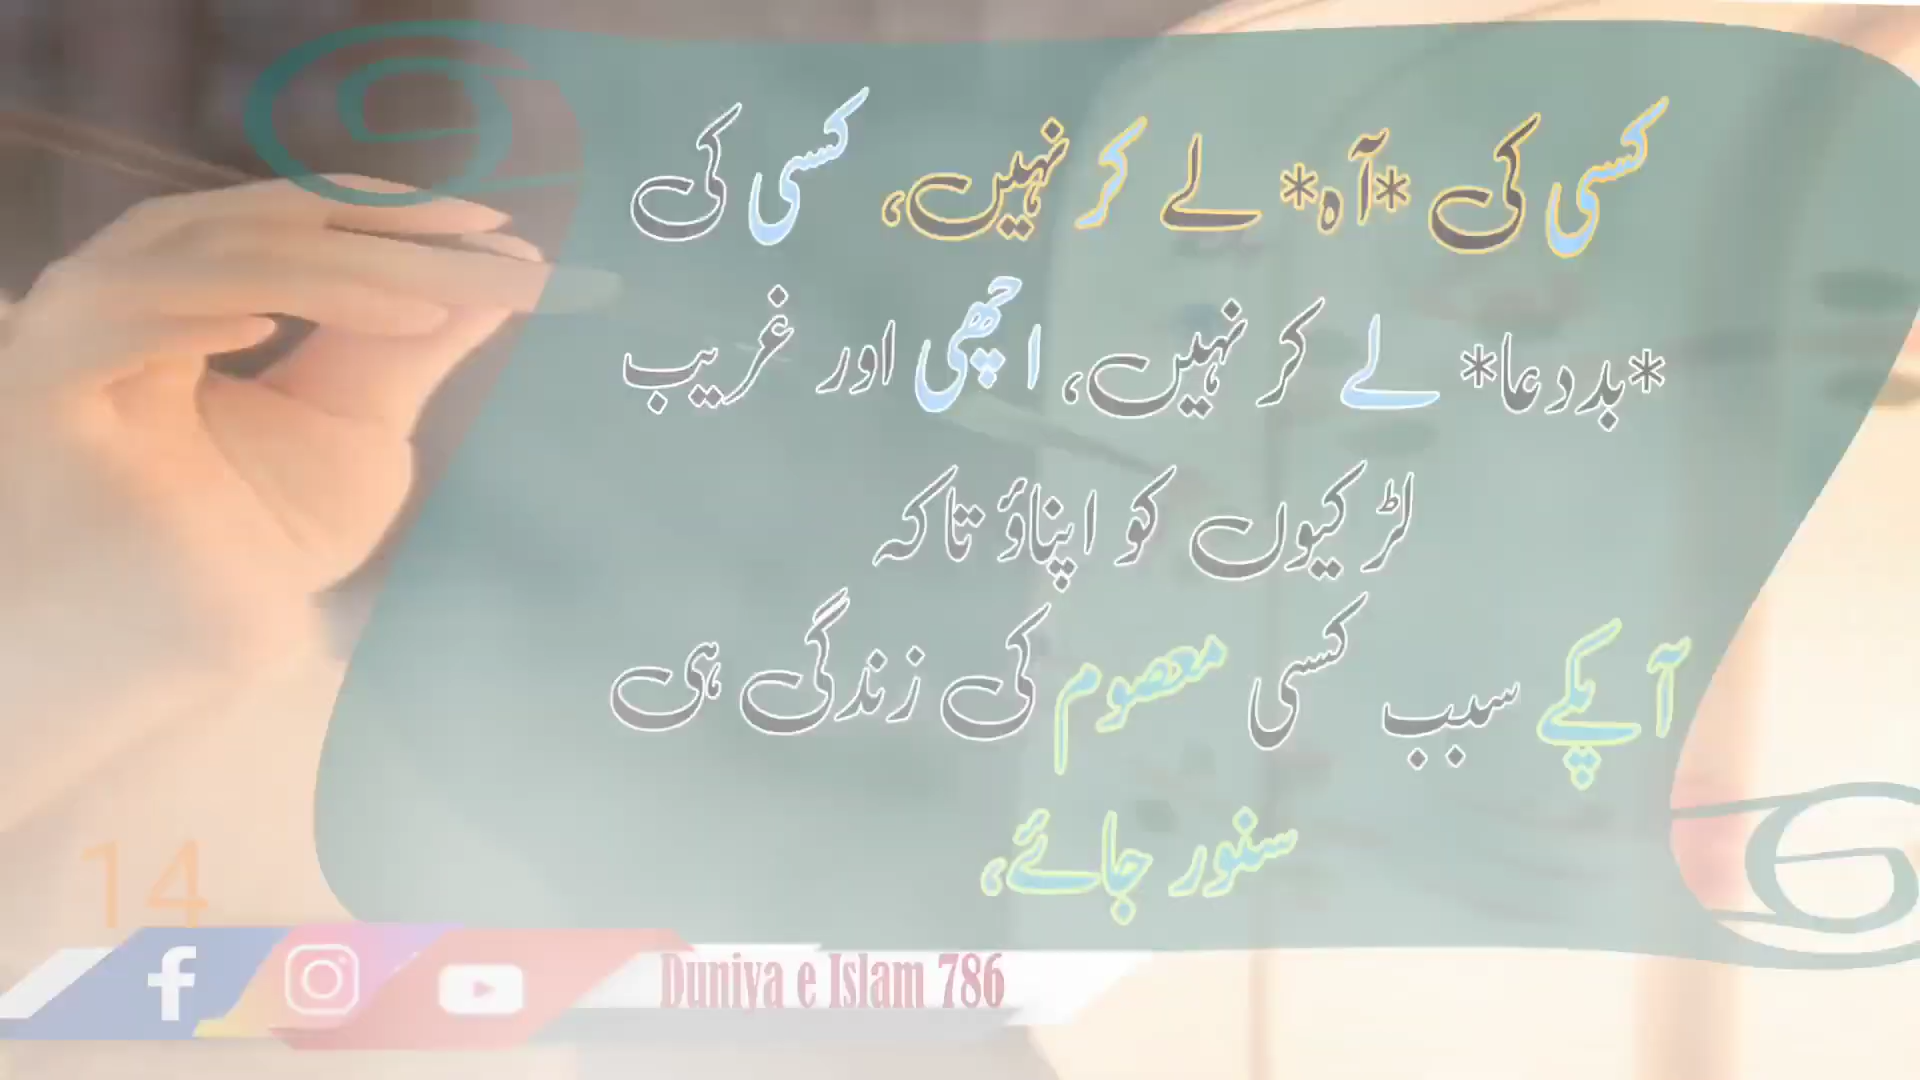 کسی کی *آہ* لے کر نہیں، کسی کی
*بددعا* لے کر نہیں، اچھی اور غریب
لڑکیوں کو اپناؤ تاکہ
آپکے سبب کسی معصوم کی زندگی ہی
سنور جائے،
14
Duniya e Islam 786